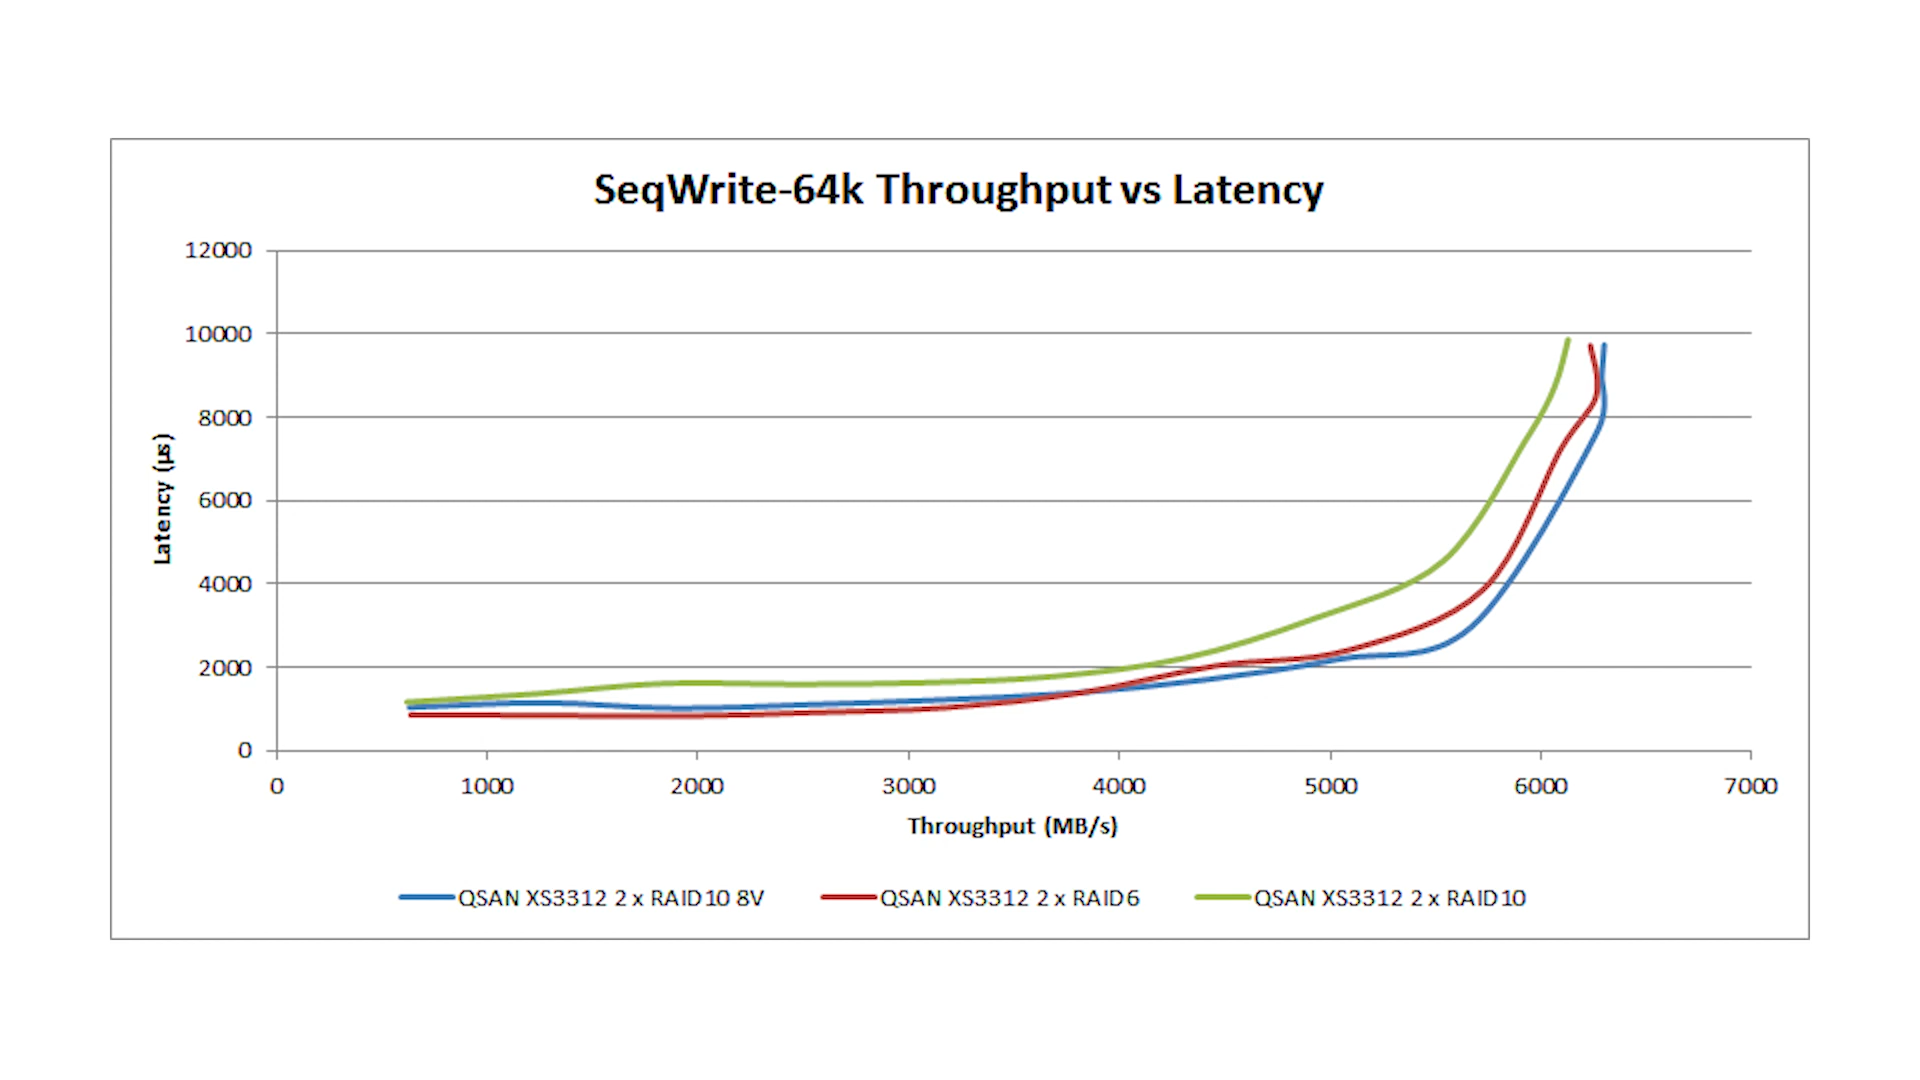 SeqWrite-64k Throughput vs Latency
12000
10000
8000
6000
4000
2000
0
Latency (µs)
0 1000 2000 3000 4000 5000 6000 7000
Throughput (MB/s)
QSAN XS3312 2 x RAID10 8V QSAN XS3312 2 x RAID6 QSAN XS3312 2 x RAID10